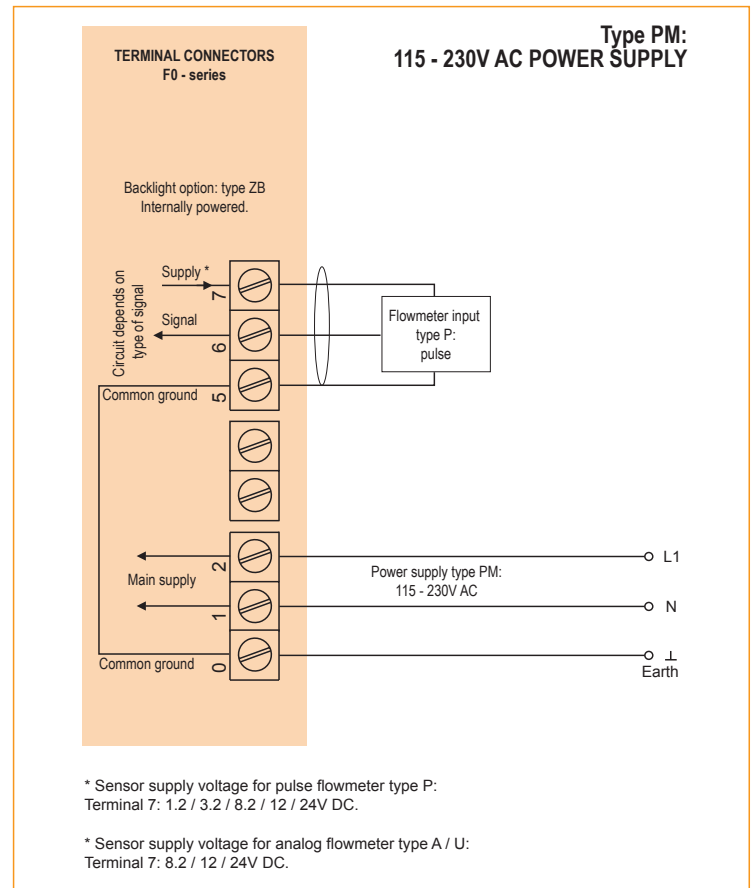 Type PM:
115 - 230V AC POWER SUPPLY
TERMINAL CONNECTORS
F0 - series
Backlight option: type ZB
Internally powered.
Circuit depends on
type of signal
Supply *
7
Signal
6
Common ground
5
Flowmeter input
type P:
pulse
2
Main supply
1
Common ground
0
Power supply type PM:
115 - 230V AC
L1
N
Earth
* Sensor supply voltage for pulse flowmeter type P:
Terminal 7: 1.2 / 3.2 / 8.2 / 12 / 24V DC.
* Sensor supply voltage for analog flowmeter type A / U:
Terminal 7: 8.2 / 12 / 24V DC.